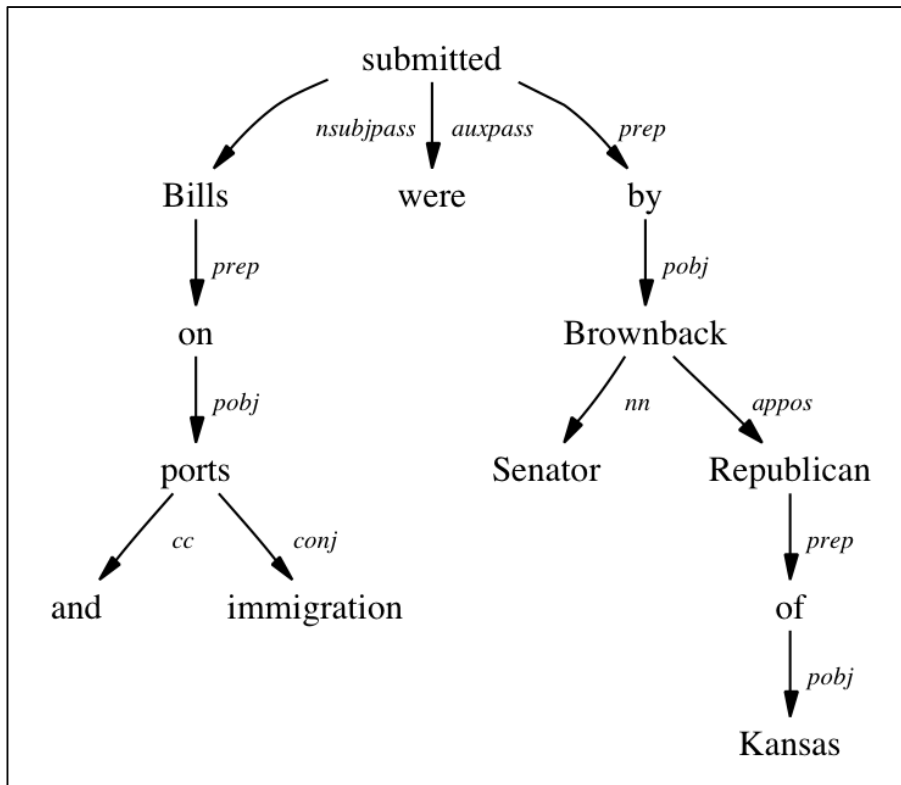 submitted
nsubjpass auxpass prep
Bills were by
prep pobj
on Brownback
pobj nn appos
ports Senator Republican
cc conj prep
and immigration of
pobj
Kansas